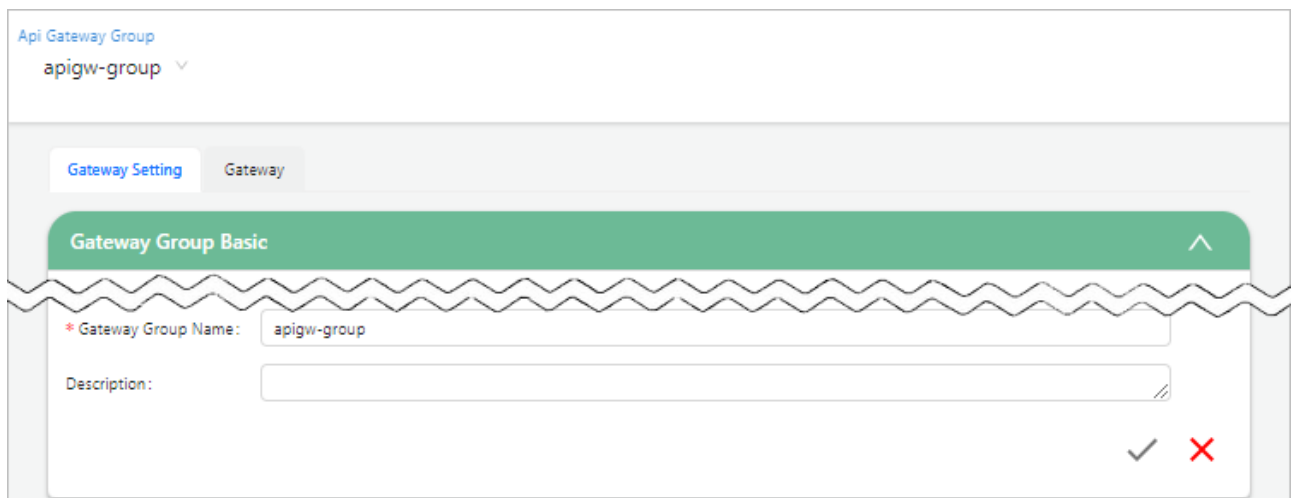 Api Gateway Group
apigw-group
Gateway Setting Gateway
Gateway Group Basic
* Gateway Group Name: apigw-group
Description: